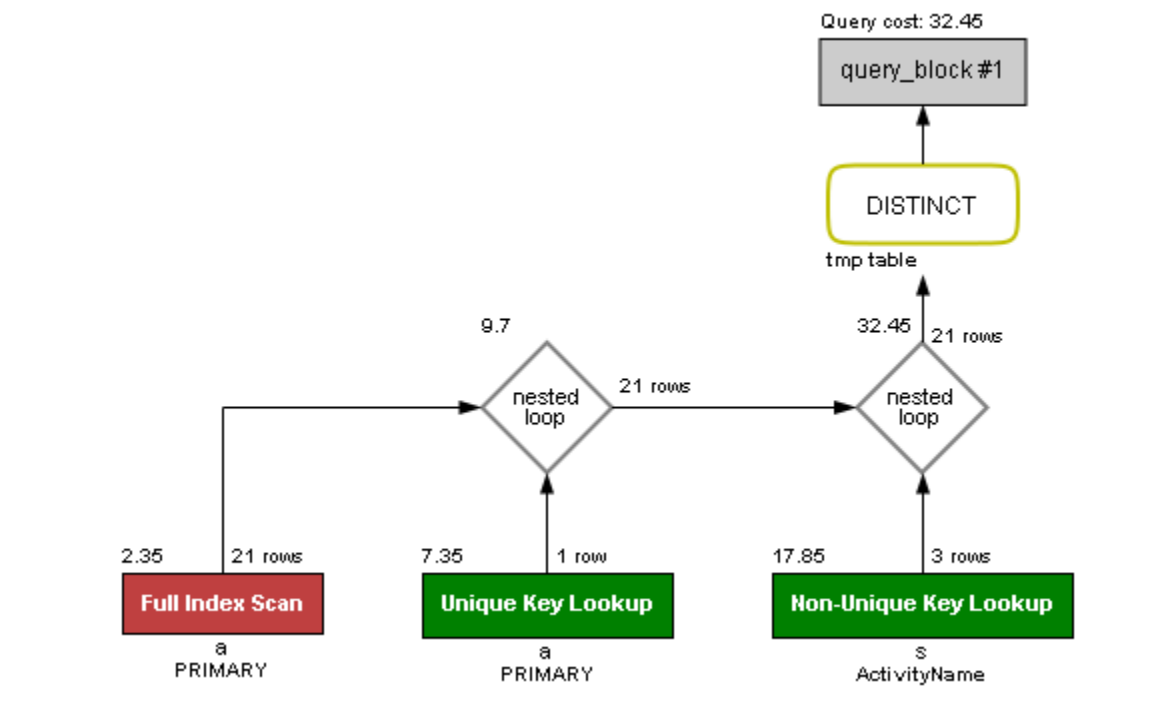 Query cost: 32.45
query_block #1
DISTINCT
tmp table
9.7
32.45
21 rows
nested
loop
21 rows
nested
loop
2.35
21 rows
7.35
1 row
17.85
3 rows
Full Index Scan
Unique Key Lookup
Non-Unique Key Lookup
a
PRIMARY
a
PRIMARY
s
ActivityName